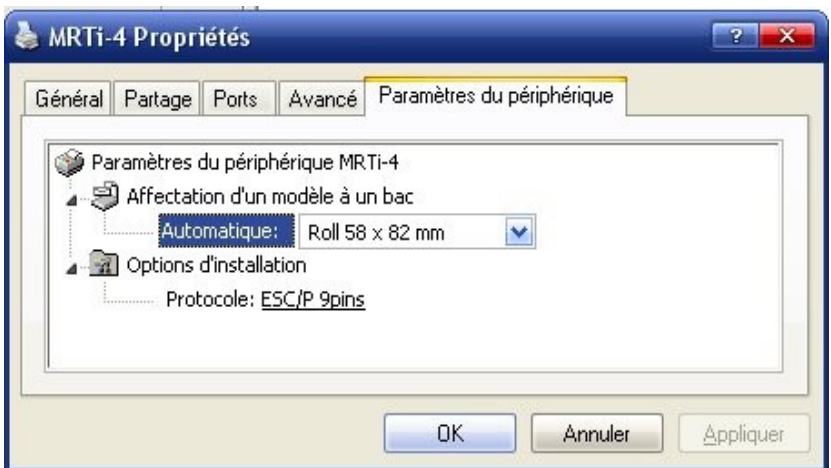 MRTi-4 Propriétés
Général Partage Ports Avancé Paramètres du périphérique
Paramètres du périphérique MRTi-4
Affectation d'un modèle à un bac
Automatique: Roll 58 x 82 mm
Options d'installation
Protocole: ESC/P 9pins
OK Annuler Appliquer